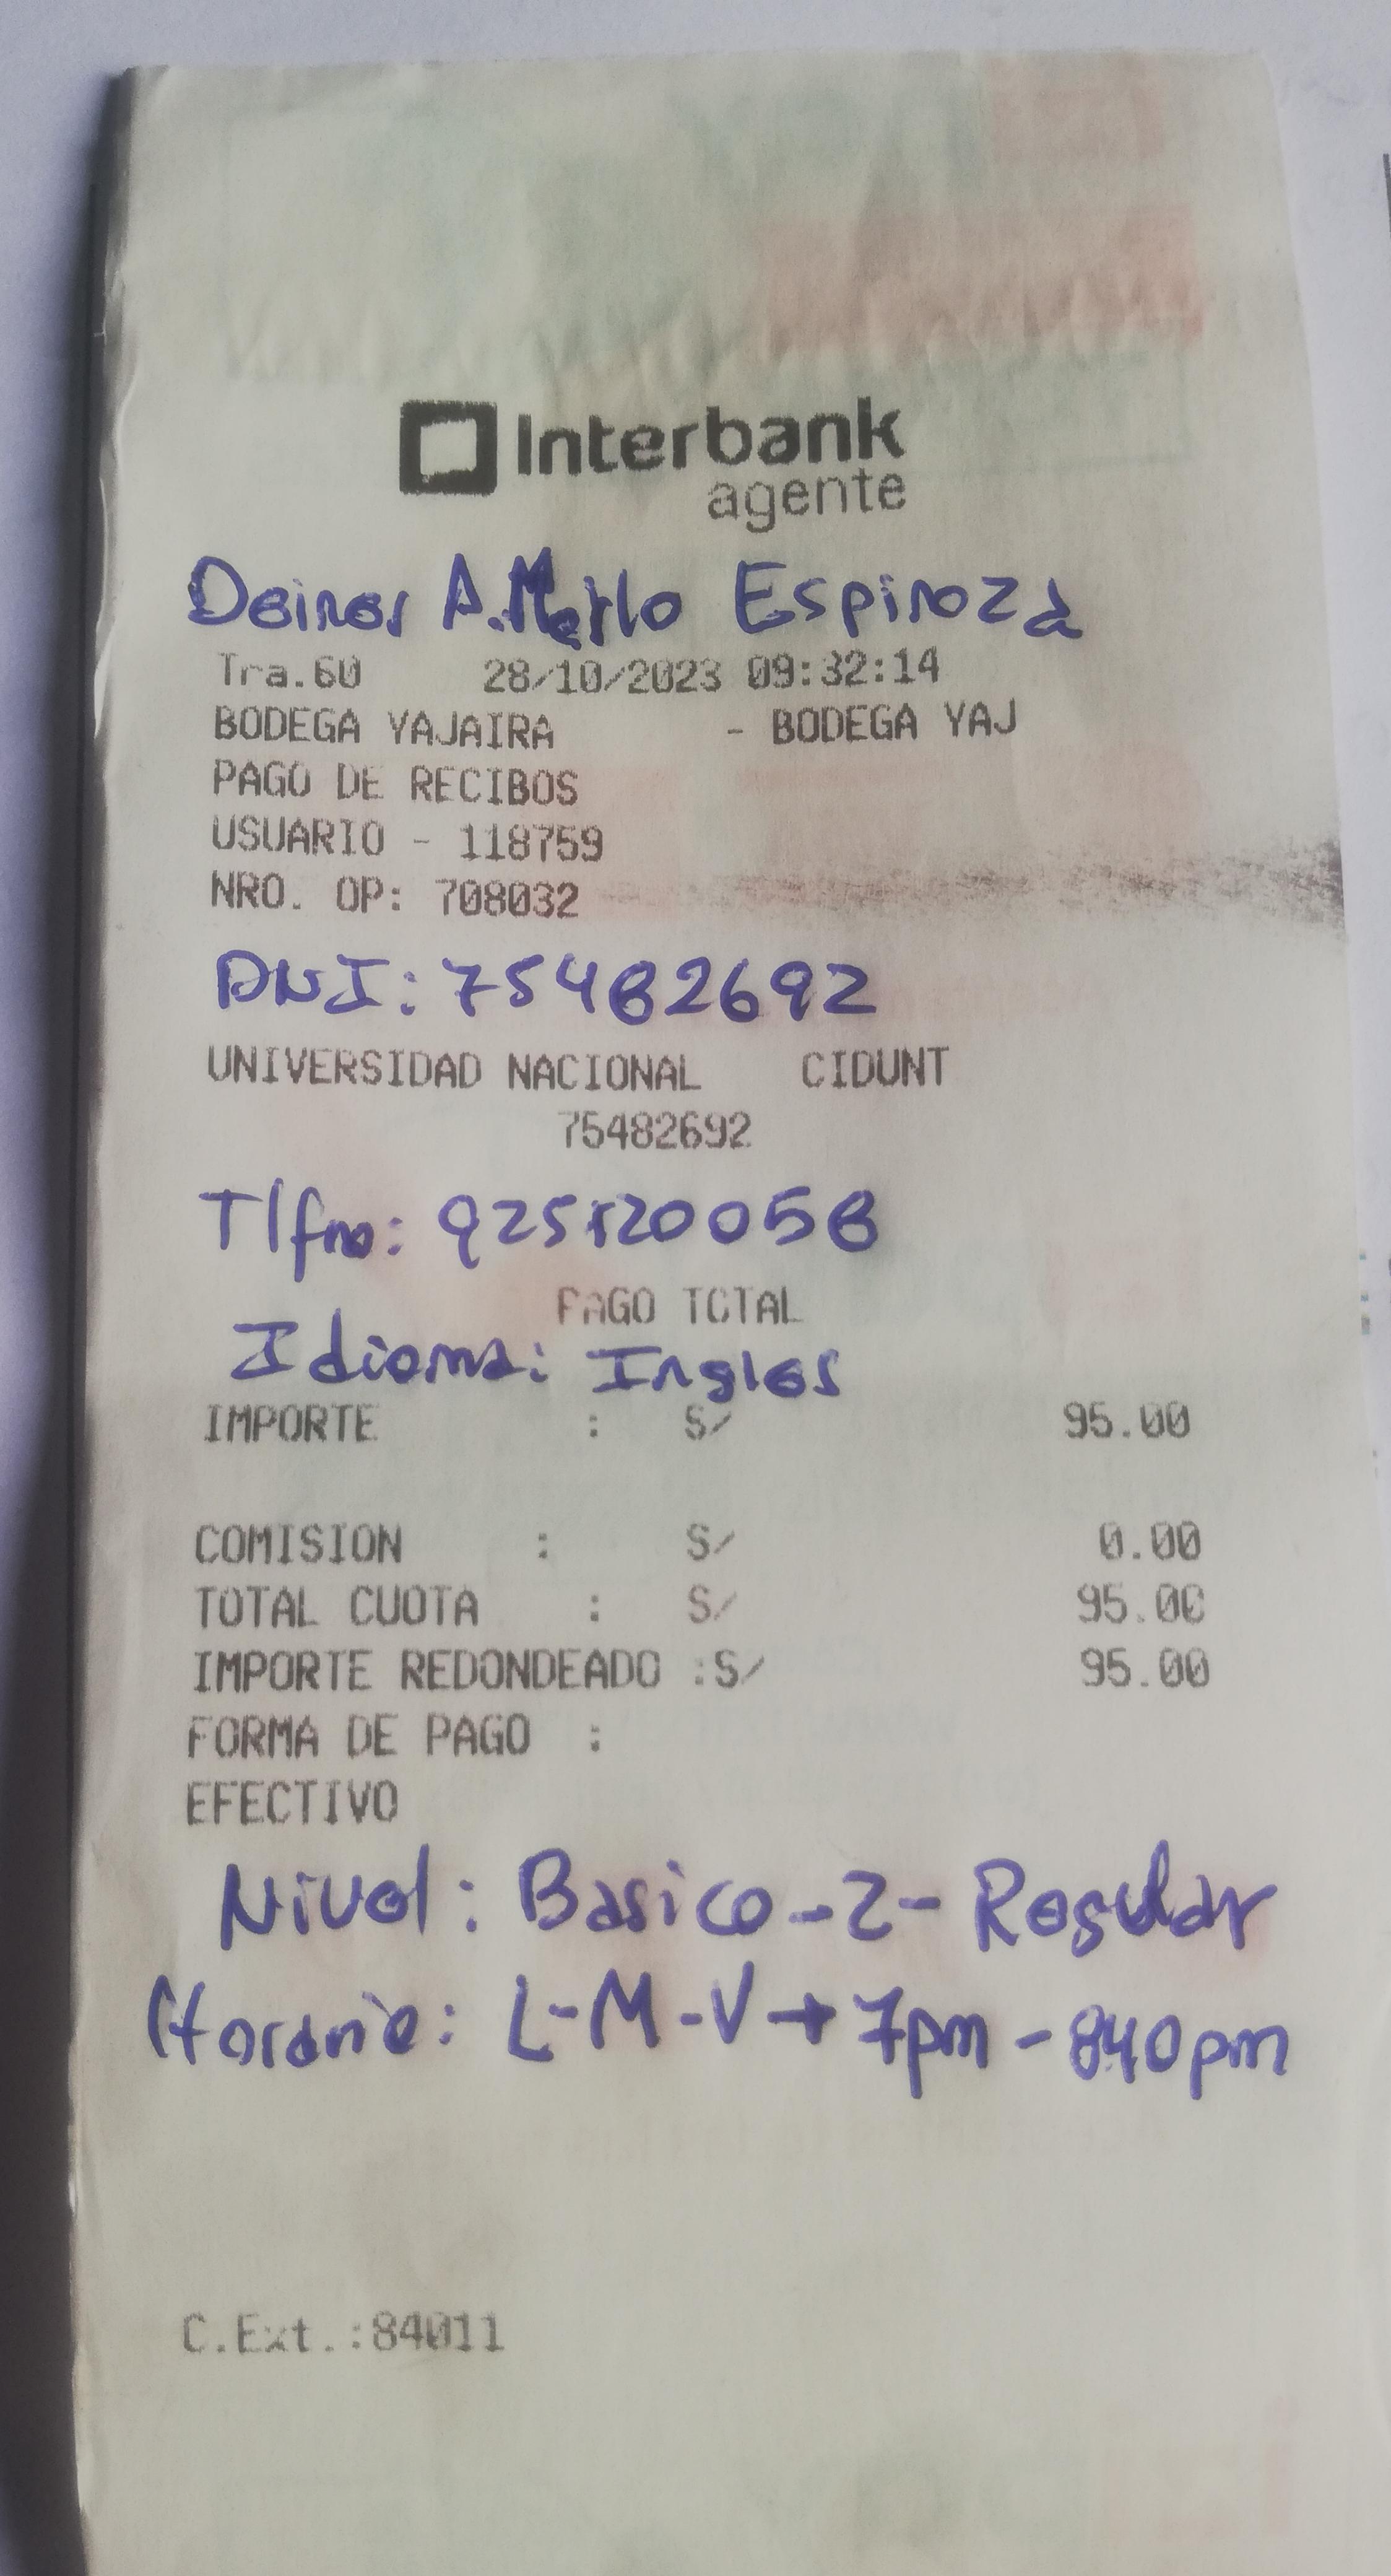 Interbank
agente
Deiner A. Merlo Espinoza
Tra.60 28/10/2023 09:32:14
BODEGA YAJAIRA - BODEGA YAJ
PAGO DE RECIBOS
USUARIO - 118759
NRO. OP: 708032
DNI: 75482692
UNIVERSIDAD NACIONAL CIDUNT
75482692
Tlfno:
PAGO TOTAL
Idioma: Ingles
IMPORTE : S/ 95.00
COMISION : S/ 0.00
TOTAL CUOTA : S/ 95.00
IMPORTE REDONDEADO :S/ 95.00
FORMA DE PAGO :
EFECTIVO
Nivel: Basico-2-Regular
Horario: L-M-V→7pm-840pm
C.Ext.:84011